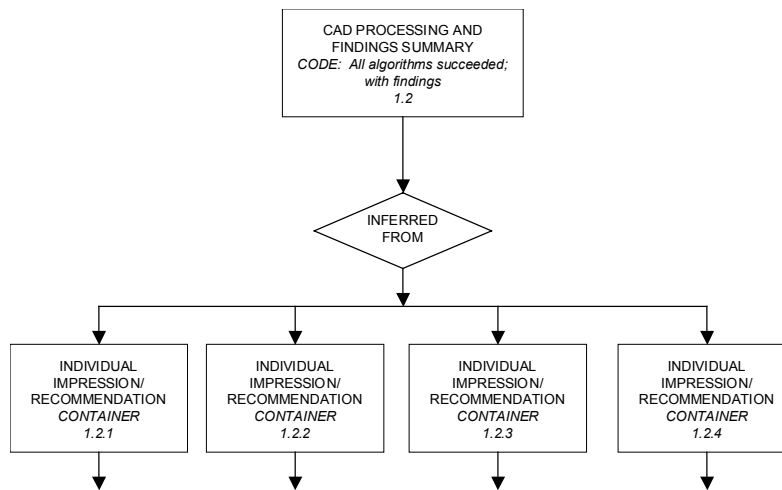 CAD PROCESSING AND
FINDINGS SUMMARY
CODE:  All algorithms succeeded;
with findings
1.2
INFERRED
FROM
INDIVIDUAL
IMPRESSION/
RECOMMENDATION
CONTAINER
1.2.1
INDIVIDUAL
IMPRESSION/
RECOMMENDATION
CONTAINER
1.2.2
INDIVIDUAL
IMPRESSION/
RECOMMENDATION
CONTAINER
1.2.3
INDIVIDUAL
IMPRESSION/
RECOMMENDATION
CONTAINER
1.2.4